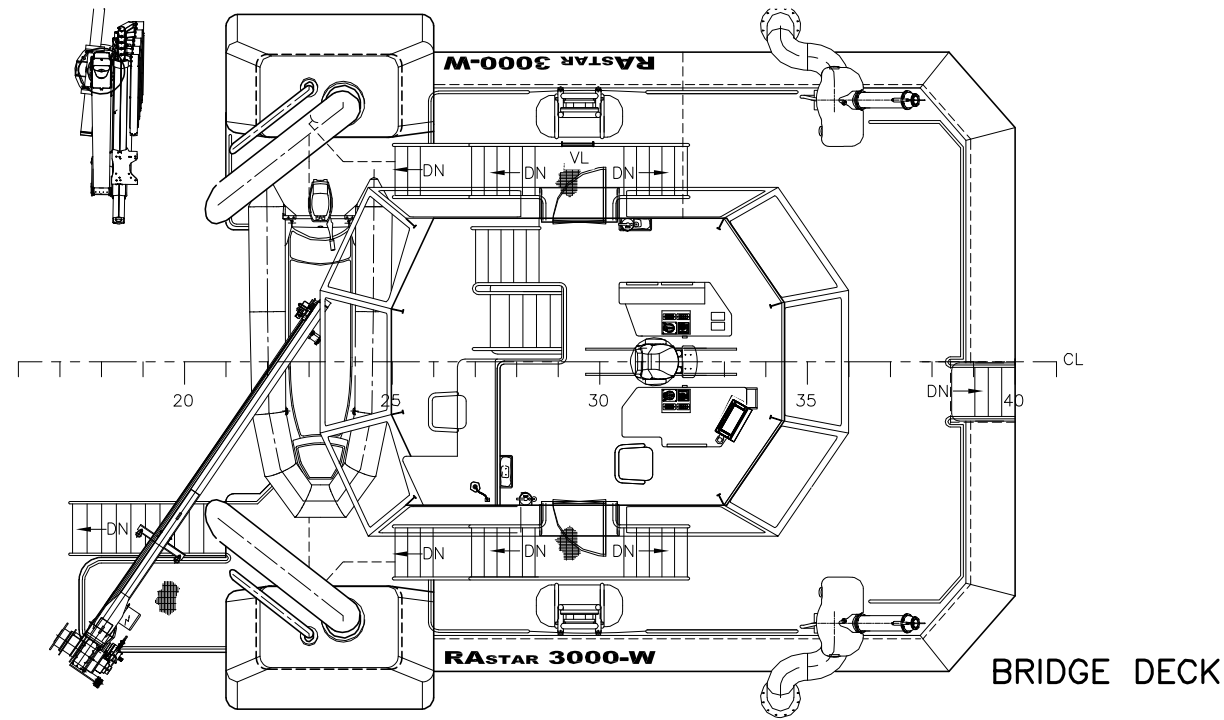 RASTAR 3000-W
DN
DN
VL
DN
CL
20
25
30
35
DN
40
DN
DN
DN
DN
RASTAR 3000-W
BRIDGE DECK